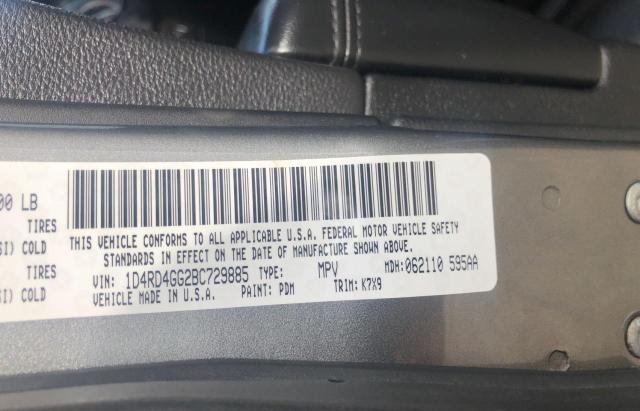 00 LB
TIRES
SI) COLD
TIRES
SI) COLD
THIS VEHICLE CONFORMS TO ALL APPLICABLE U.S.A. FEDERAL MOTOR VEHICLE SAFETY
STANDARDS IN EFFECT ON THE DATE OF MANUFACTURE SHOWN ABOVE.
VIN: 1D4RD4GG2BC729885 TYPE: MPV MDH: 062110 595AA
VEHICLE MADE IN U.S.A. PAINT: PDM TRIM: K7X9